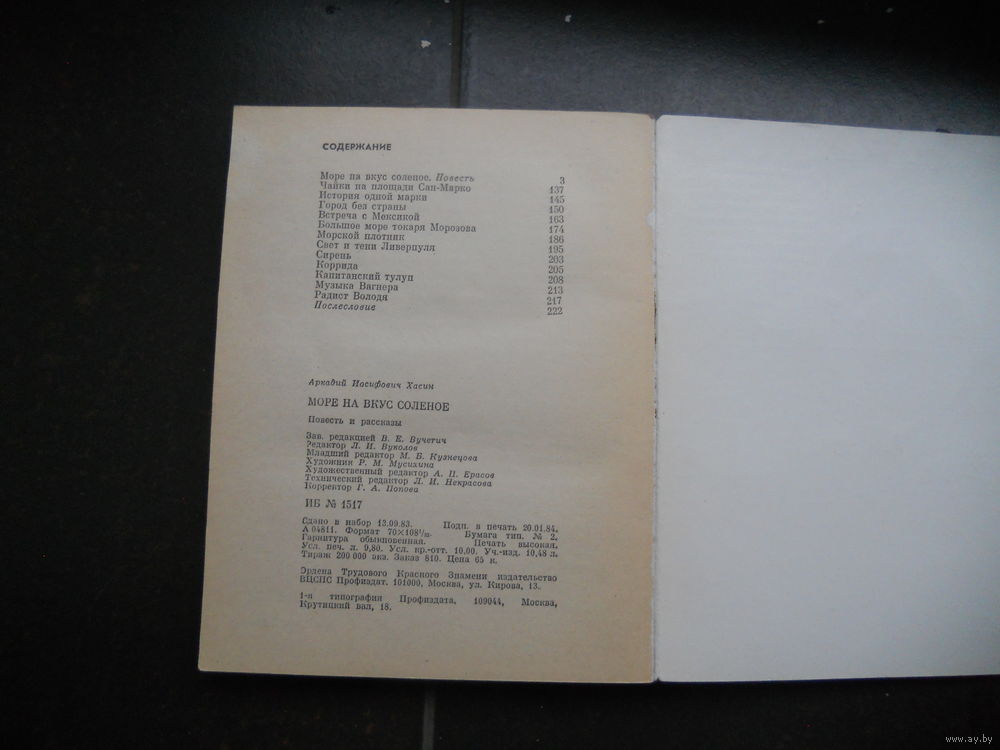 СОДЕРЖАНИЕ
Море на вкус соленое. Повесть 3
Чайки на площади Сан-Марко 137
История одной марки 145
Город без страны 150
Встреча с Мексикой 163
Большое море токаря Морозова 174
Морской плотник 186
Свет и тени Ливерпуля 195
Сирень 203
Коррида 205
Капитанский тулуп 208
Музыка Вагнера 213
Радист Володя 217
Послесловие 222
Аркадий Иосифович Хасин
МОРЕ НА ВКУС СОЛЕНОЕ
Повесть и рассказы
Зав. редакцией В. Е. Вучетич
Редактор Л. И. Вуколов
Младший редактор М. Б. Кузнецова
Художник Р. М. Мусихина
Художественный редактор А. П. Ерасов
Технический редактор Л. И. Некрасова
Корректор Г. А. Попова
ИБ № 1517
Сдано в набор 13.09.83. Подп. в печать 20.01.84.
А 04811. Формат 70×108¹/₃₂. Бумага тип. № 2.
Гарнитура обыкновенная. Печать высокая.
Усл. печ. л. 9,80. Усл. кр.-отт. 10,00. Уч.-изд. 10,48 л.
Тираж 200 000 экз. Заказ 810. Цена 65 к.
Ордена Трудового Красного Знамени издательство
ВЦСПС Профиздат. 101000, Москва, ул. Кирова, 13.
1-я типография Профиздата, 109044, Москва,
Крутицкий вал, 18.
www.ay.by